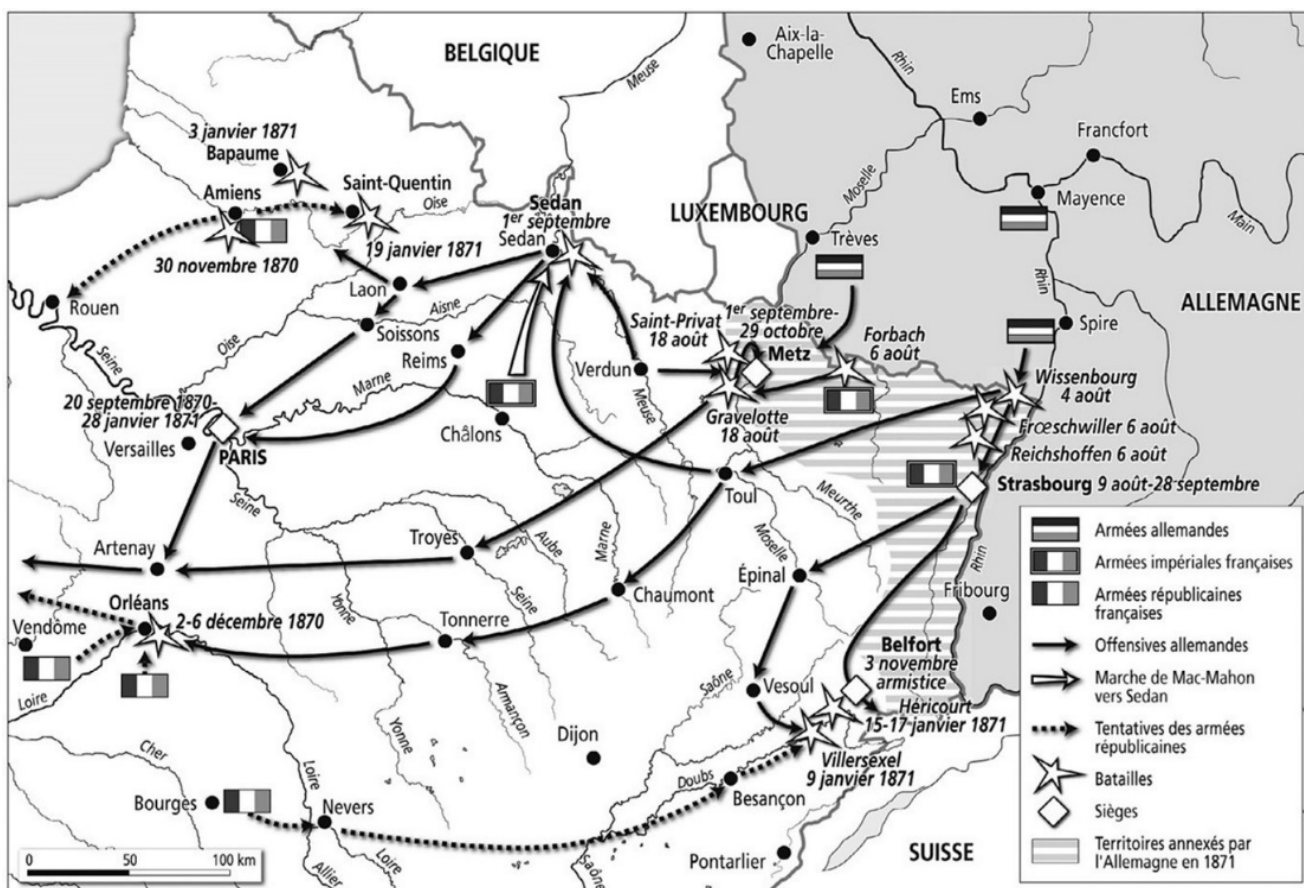 BELGIQUE
Meuse
Aix-la-
Chapelle
Rhin
Ems
Francfort
Mayence
Main
Moselle
3 janvier 1871
Bapaume
Amiens
Saint-Quentin
Oise
Sedan
1er septembre
Sedan
LUXEMBOURG
Trèves
Rhin
19 janvier 1871
30 novembre 1870
Rouen
Laon
Aisne
Soissons
Oise
Reims
Seine
Marne
ALLEMAGNE
Spire
1er septembre-
29 octobre
Saint-Privat
18 août
Metz
Forbach
6 août
Verdun
Meuse
Gravelotte
18 août
Wissenbourg
4 août
Frœschwiller 6 août
Reichshoffen 6 août
Strasbourg 9 août-28 septembre
20 septembre 1870-
28 janvier 1871
Versailles
PARIS
Châlons
Seine
Toul
Meurthe
Moselle
Artenay
Troyes
Aube
Marne
Seine
Épinal
Rhin
Fribourg
Chaumont
Yonne
Orléans
2-6 décembre 1870
Vendôme
Loire
Tonnerre
Armançon
Yonne
Belfort
3 novembre
armistice
Saône
Vesoul
Héricourt
15-17 janvier 1871
Villersexel
9 janvier 1871
Dijon
Cher
Loire
Bourges
Nevers
Doubs
Besançon
Allier
Loire
Saône
Pontarlier
SUISSE
0 50 100 km
Armées allemandes
Armées impériales françaises
Armées républicaines
françaises
Offensives allemandes
Marche de Mac-Mahon
vers Sedan
Tentatives des armées
républicaines
Batailles
Sièges
Territoires annexés par
l'Allemagne en 1871